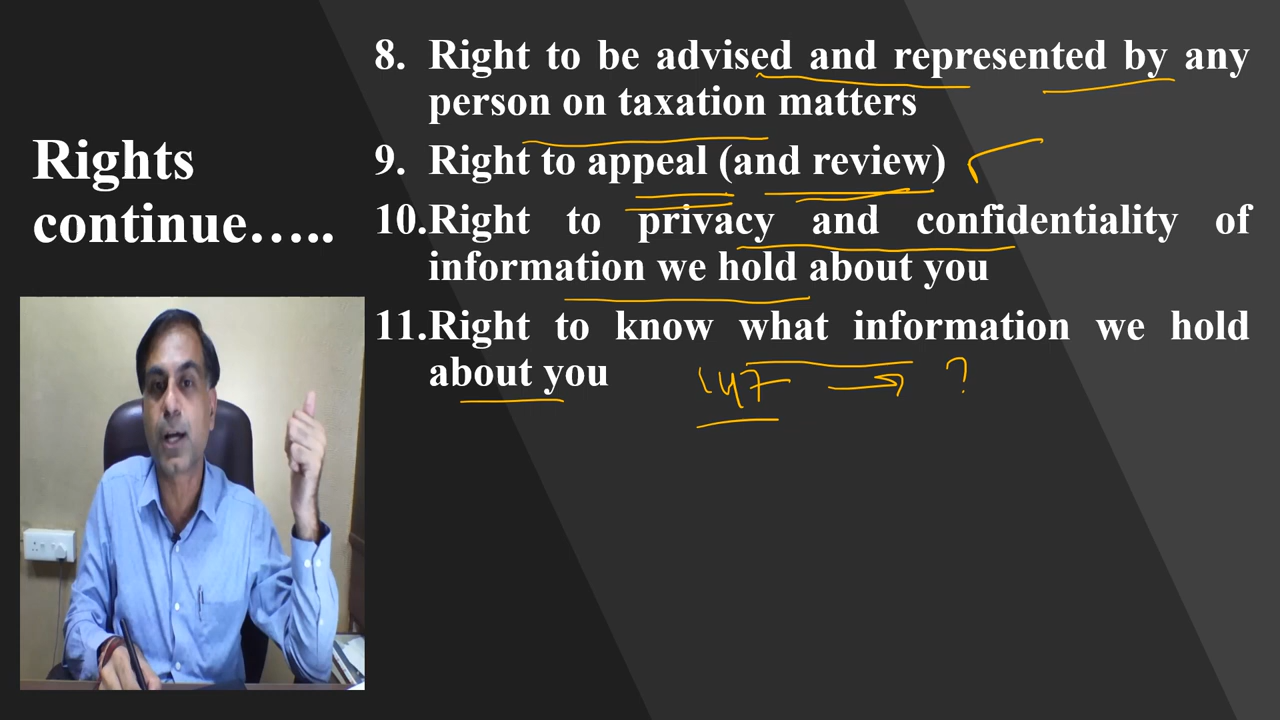 Rights
continue…..
8. Right to be advised and represented by any
person on taxation matters
9. Right to appeal (and review)
10.Right to privacy and confidentiality of
information we hold about you
11.Right to know what information we hold
about you
147 → ?